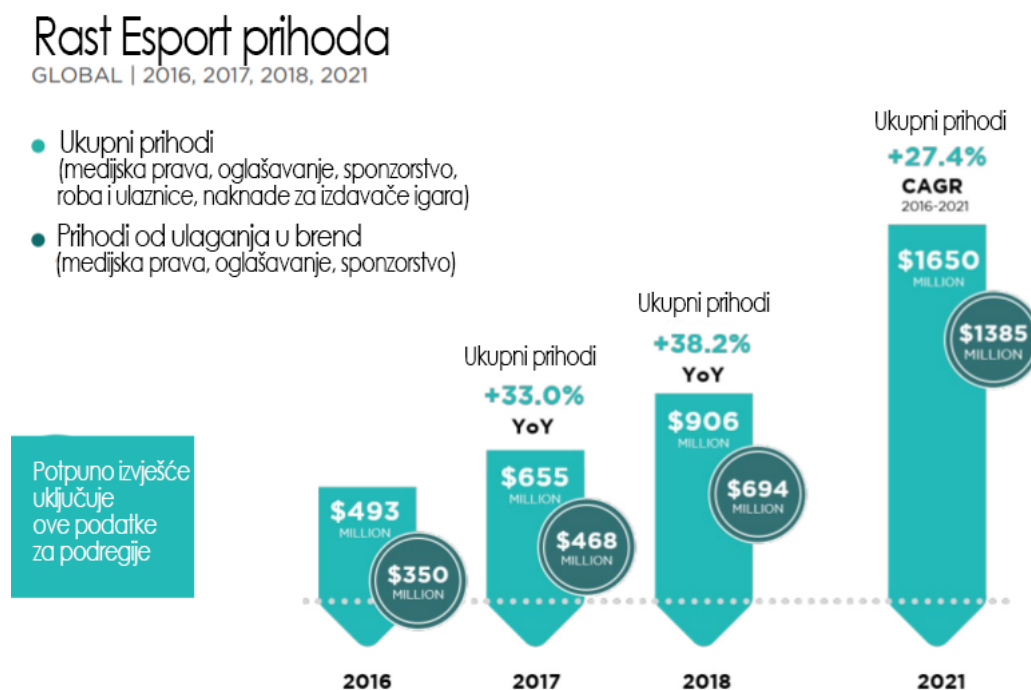 Rast Esport prihoda
GLOBAL | 2016, 2017, 2018, 2021
Ukupni prihodi
(medijska prava, oglašavanje, sponzorstvo,
roba i ulaznice, naknade za izdavače igara)
Prihodi od ulaganja u brend
(medijska prava, oglašavanje, sponzorstvo)
Potpuno izvješće
uključuje
ove podatke
za podregije
$493
MILLION
$350
MILLION
2016
Ukupni prihodi
+33.0%
YoY
$655
MILLION
$468
MILLION
2017
Ukupni prihodi
+38.2%
YoY
$906
MILLION
$694
MILLION
2018
Ukupni prihodi
+27.4%
CAGR
2016-2021
$1650
MILLION
$1385
MILLION
2021